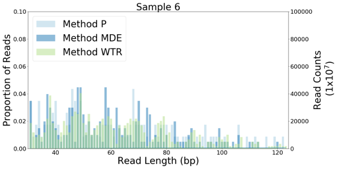 Sample 6
Method P
Method MDE
Method WTR
Proportion of Reads
0.10
0.08
0.06
0.04
0.02
0.00
100000
80000
60000
40000
20000
0
Read Counts
(1x10⁷)
40
60
80
100
120
Read Length (bp)